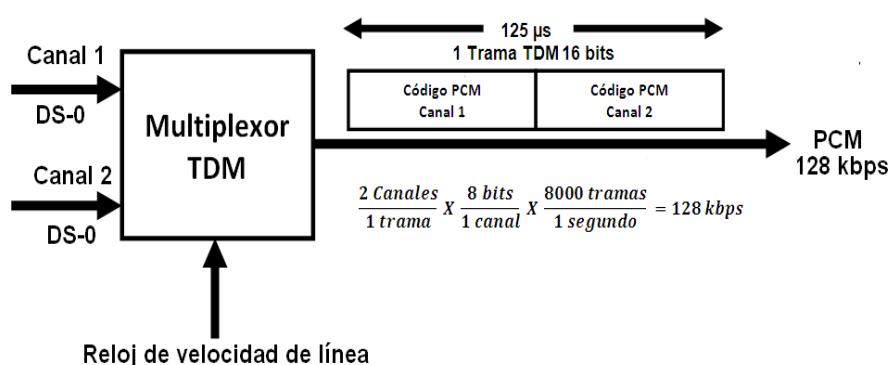 125 µs
1 Trama TDM 16 bits
Canal 1
DS-0
Canal 2
DS-0
Multiplexor
TDM
Código PCM
Canal 1
Código PCM
Canal 2
PCM
128 kbps
2 Canales / 1 trama X 8 bits / 1 canal X 8000 tramas / 1 segundo = 128 kbps
Reloj de velocidad de línea